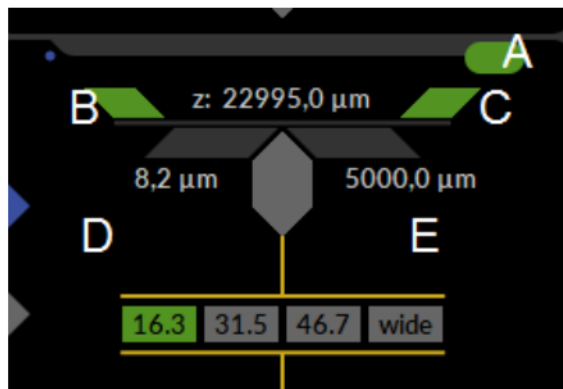 A
B z: 22995,0 µm C
8,2 µm 5000,0 µm
D E
16.3 31.5 46.7 wide